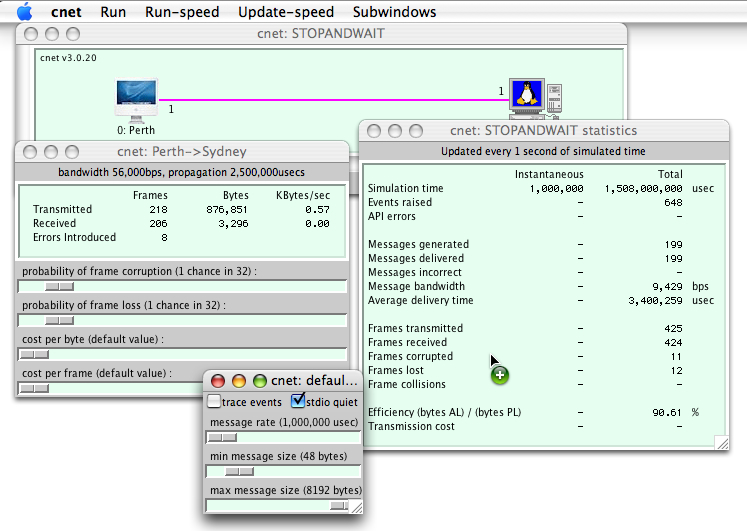 cnet Run Run-speed Update-speed Subwindows
cnet: STOPANDWAIT
cnet v3.0.20
1
1
0: Perth
cnet: Perth->Sydney
bandwidth 56,000bps, propagation 2,500,000usecs
Frames Bytes KBytes/sec
Transmitted 218 876,851 0.57
Received 206 3,296 0.00
Errors Introduced 8
probability of frame corruption (1 chance in 32) :
probability of frame loss (1 chance in 32) :
cost per byte (default value) :
cost per frame (default value) :
cnet: STOPANDWAIT statistics
Updated every 1 second of simulated time
Instantaneous Total
Simulation time 1,000,000 1,508,000,000 usec
Events raised - 648
API errors - -
Messages generated - 199
Messages delivered - 199
Messages incorrect - -
Message bandwidth - 9,429 bps
Average delivery time - 3,400,259 usec
Frames transmitted - 425
Frames received - 424
Frames corrupted - 11
Frames lost - 12
Frame collisions - -
Efficiency (bytes AL) / (bytes PL) - 90.61 %
Transmission cost - -
cnet: defaul...
trace events stdio quiet
message rate (1,000,000 usec)
min message size (48 bytes)
max message size (8192 bytes)